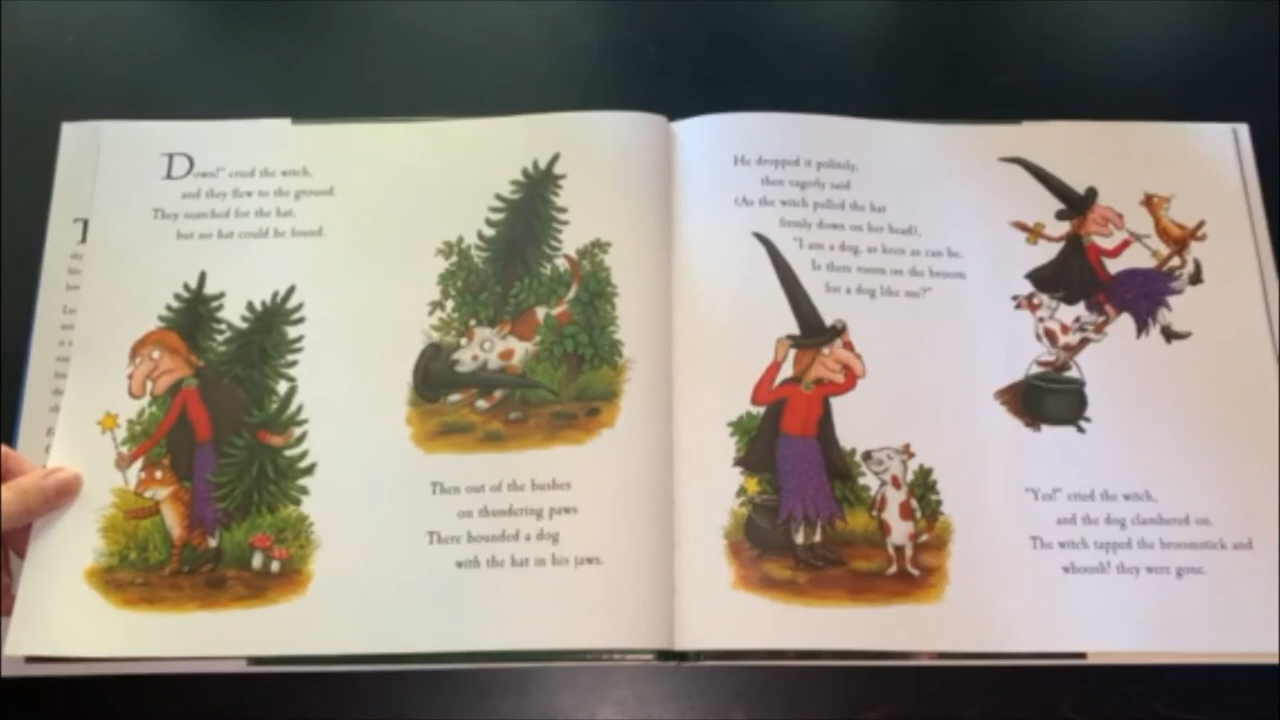 Down!" cried the witch,
and they flew to the ground.
They searched for the hat,
but no hat could be found.
Then out of the bushes
on thundering paws
There bounded a dog
with the hat in his jaws.
He dropped it politely,
then eagerly said
(As the witch pulled the hat
firmly down on her head),
"I am a dog, as keen as can be.
Is there room on the broom
for a dog like me?"
"Yes!" cried the witch,
and the dog clambered on.
The witch tapped the broomstick and
whoosh! they were gone.